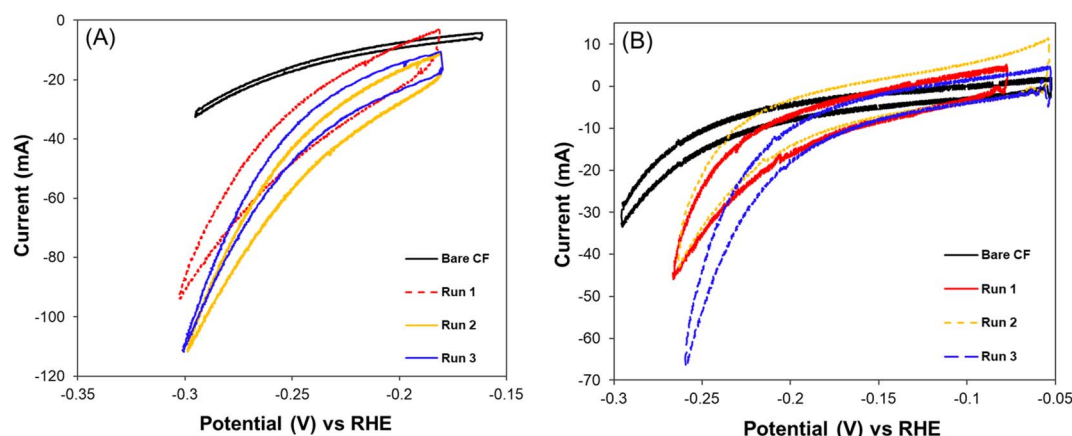 (A)
Current (mA)
0
-20
-40
-60
-80
-100
-120
Bare CF
Run 1
Run 2
Run 3
-0.35
-0.3
-0.25
-0.2
-0.15
Potential (V) vs RHE
(B)
Current (mA)
10
0
-10
-20
-30
-40
-50
-60
-70
Bare CF
Run 1
Run 2
Run 3
-0.3
-0.25
-0.2
-0.15
-0.1
-0.05
Potential (V) vs RHE